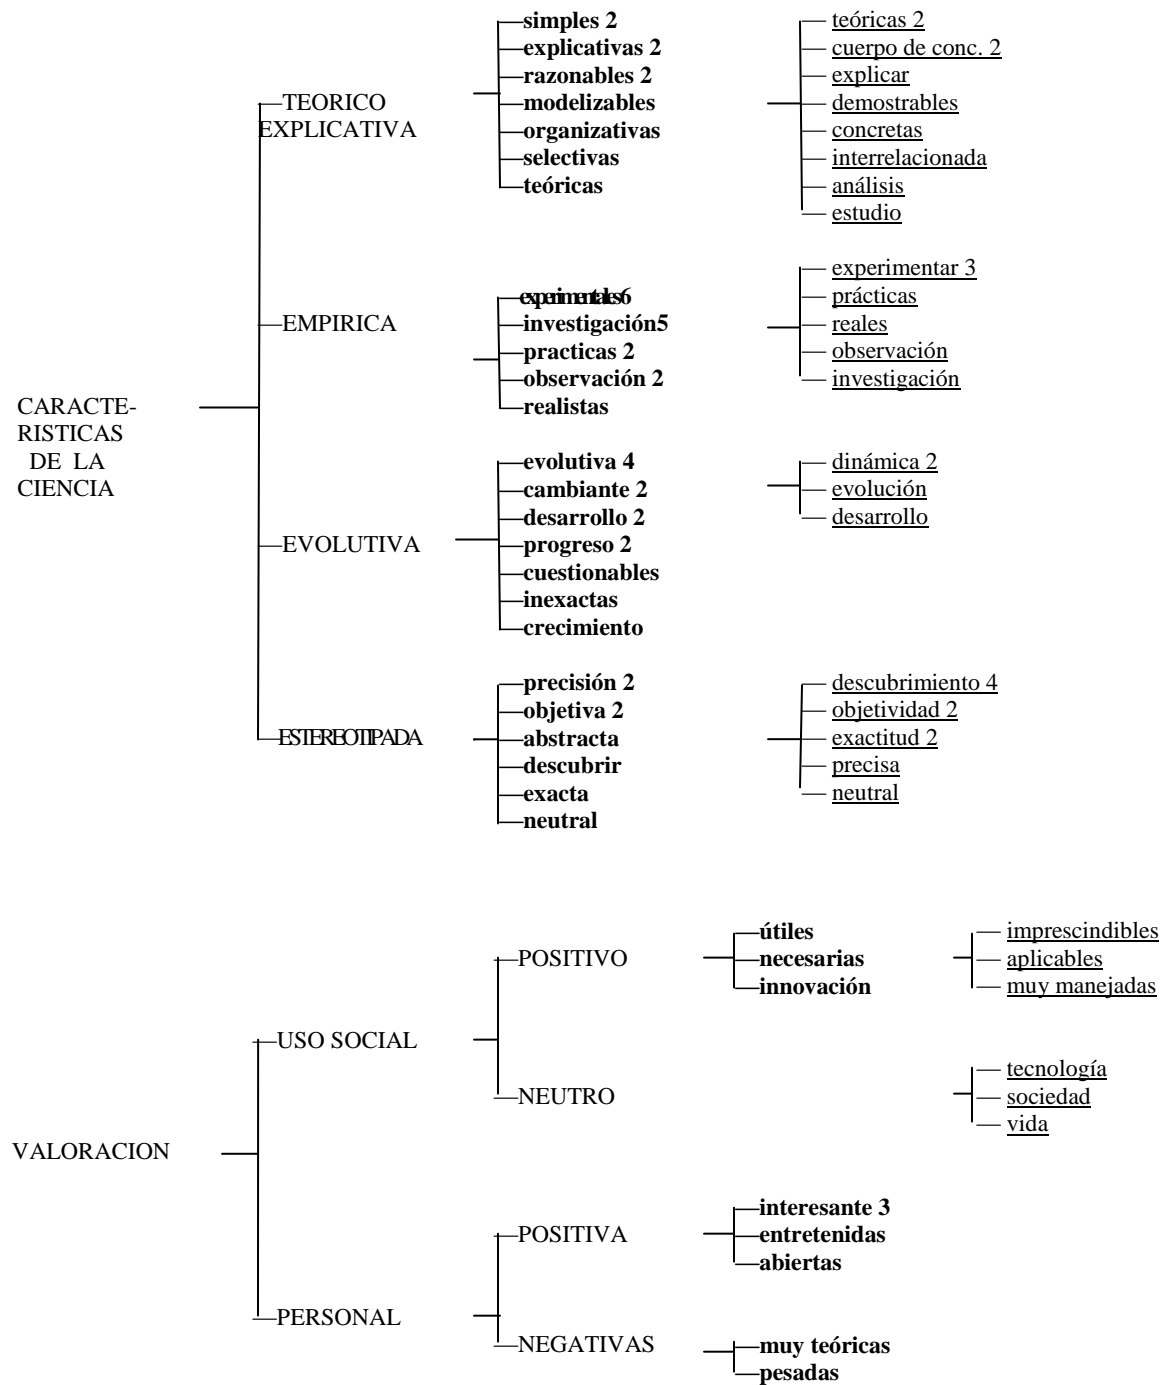 simples 2
explicativas 2
razonables 2
modelizables
organizativas
selectivas
teóricas
teóricas 2
cuerpo de conc. 2
explicar
demostrables
concretas
interrelacionada
análisis
estudio
TEORICO
EXPLICATIVA
EMPIRICA
experimentales 6
investigación5
practicas 2
observación 2
realistas
experimentar 3
prácticas
reales
observación
investigación
CARACTE-
RISTICAS
DE LA
CIENCIA
EVOLUTIVA
evolutiva 4
cambiante 2
desarrollo 2
progreso 2
cuestionables
inexactas
crecimiento
dinámica 2
evolución
desarrollo
ESTEREOTIPADA
precisión 2
objetiva 2
abstracta
descubrir
exacta
neutral
descubrimiento 4
objetividad 2
exactitud 2
precisa
neutral
VALORACION
USO SOCIAL
POSITIVO
útiles
necesarias
innovación
imprescindibles
aplicables
muy manejadas
NEUTRO
tecnología
sociedad
vida
PERSONAL
POSITIVA
interesante 3
entretenidas
abiertas
NEGATIVAS
muy teóricas
pesadas